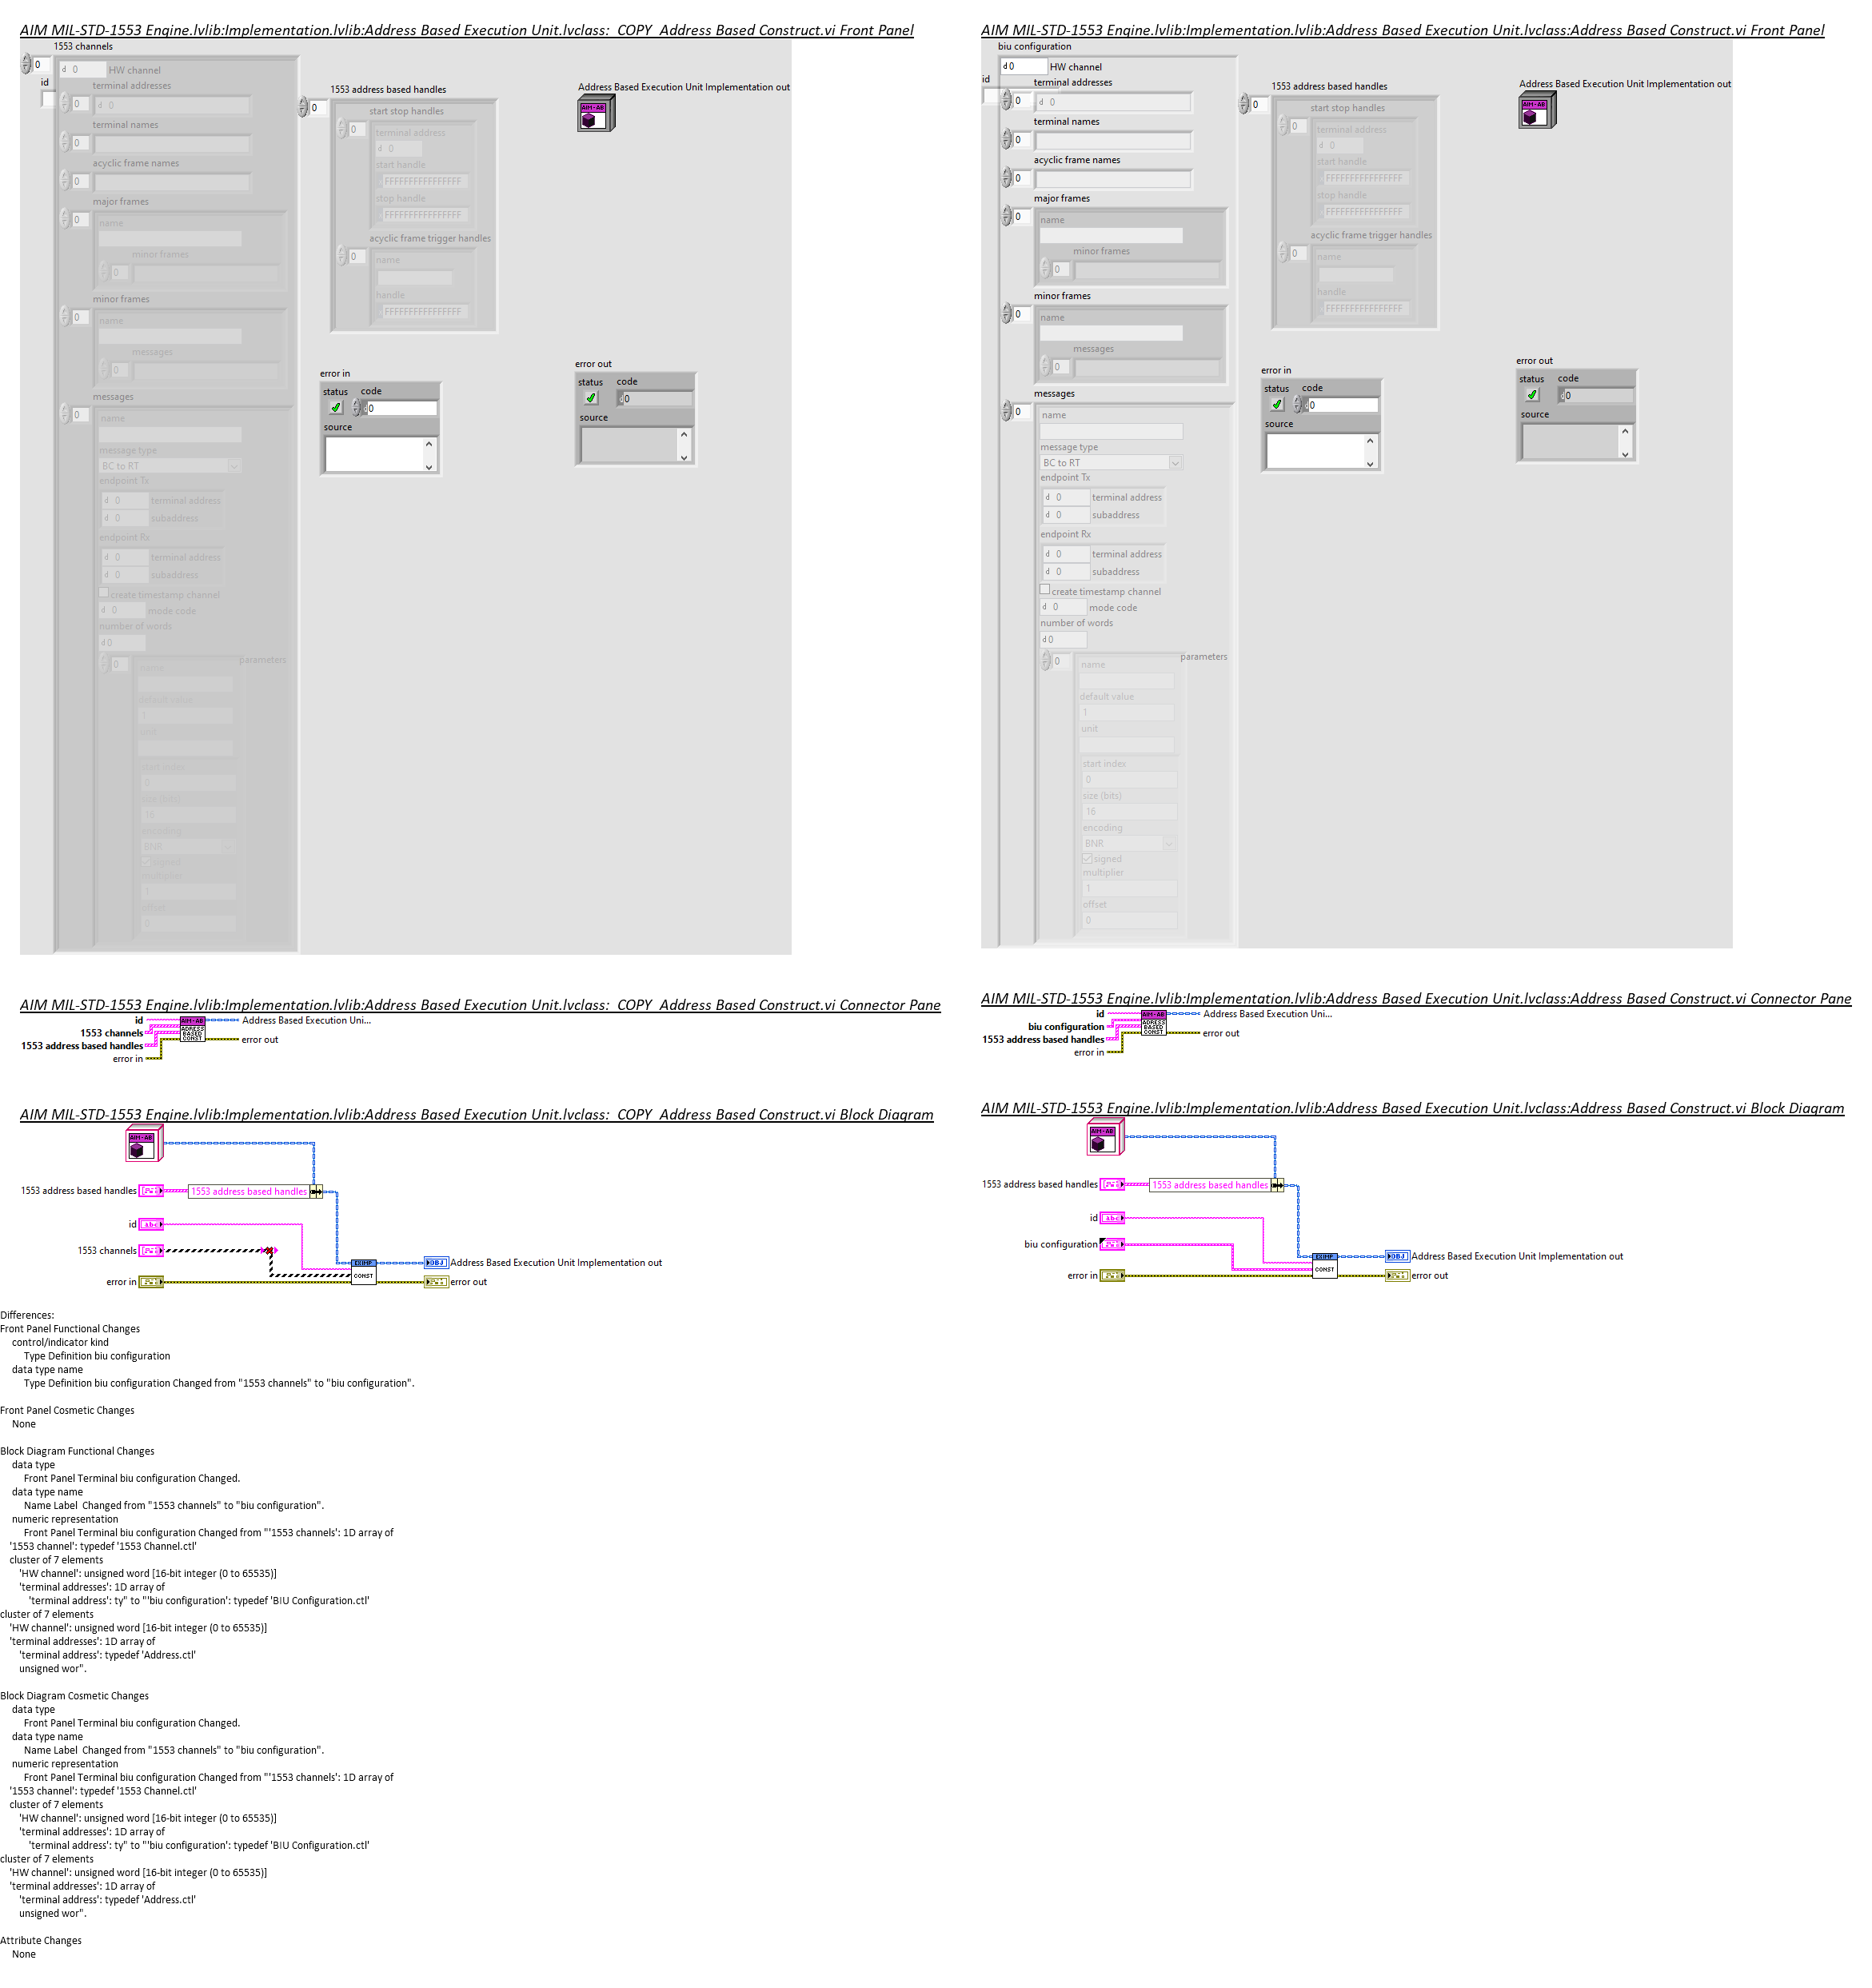 AIM MIL-STD-1553 Engine.lvlib:Implementation.lvlib:Address Based Execution Unit.lvclass:_COPY_Address Based Construct.vi Front Panel
1553 channels
0
d 0 HW channel
id
terminal addresses
0
d 0
terminal names
0
acyclic frame names
0
major frames
0
name
minor frames
0
minor frames
0
name
messages
0
messages
0
name
message type
BC to RT
endpoint Tx
d 0 terminal address
d 0 subaddress
endpoint Rx
d 0 terminal address
d 0 subaddress
create timestamp channel
d 0 mode code
number of words
d 0
0
parameters
name
default value
1
unit
start index
0
size (bits)
16
encoding
BNR
signed
multiplier
1
offset
0
1553 address based handles
0
start stop handles
0
terminal address
d 0
start handle
FFFFFFFFFFFFFFFF
stop handle
FFFFFFFFFFFFFFFF
acyclic frame trigger handles
0
name
handle
FFFFFFFFFFFFFFFF
Address Based Execution Unit Implementation out
AIM-AB
error in
status code
d 0
source
error out
status code
d 0
source
AIM MIL-STD-1553 Engine.lvlib:Implementation.lvlib:Address Based Execution Unit.lvclass:Address Based Construct.vi Front Panel
biu configuration
d 0 HW channel
id
terminal addresses
0
d 0
terminal names
0
acyclic frame names
0
major frames
0
name
minor frames
0
minor frames
0
name
messages
0
messages
0
name
message type
BC to RT
endpoint Tx
d 0 terminal address
d 0 subaddress
endpoint Rx
d 0 terminal address
d 0 subaddress
create timestamp channel
d 0 mode code
number of words
d 0
0
parameters
name
default value
1
unit
start index
0
size (bits)
16
encoding
BNR
signed
multiplier
1
offset
0
1553 address based handles
0
start stop handles
0
terminal address
d 0
start handle
FFFFFFFFFFFFFFFF
stop handle
FFFFFFFFFFFFFFFF
acyclic frame trigger handles
0
name
handle
FFFFFFFFFFFFFFFF
Address Based Execution Unit Implementation out
AIM-AB
error in
status code
d 0
source
error out
status code
d 0
source
AIM MIL-STD-1553 Engine.lvlib:Implementation.lvlib:Address Based Execution Unit.lvclass:_COPY_Address Based Construct.vi Connector Pane
id
1553 channels
1553 address based handles
error in
AIM-AB
ADRESS
BASED
CONST
Address Based Execution Uni...
error out
AIM MIL-STD-1553 Engine.lvlib:Implementation.lvlib:Address Based Execution Unit.lvclass:Address Based Construct.vi Connector Pane
id
biu configuration
1553 address based handles
error in
AIM-AB
ADRESS
BASED
CONST
Address Based Execution Uni...
error out
AIM MIL-STD-1553 Engine.lvlib:Implementation.lvlib:Address Based Execution Unit.lvclass:_COPY_Address Based Construct.vi Block Diagram
AIM-AB
1553 address based handles
1553 address based handles
id
abc
1553 channels
error in
CONST
OBJ
Address Based Execution Unit Implementation out
error out
AIM MIL-STD-1553 Engine.lvlib:Implementation.lvlib:Address Based Execution Unit.lvclass:Address Based Construct.vi Block Diagram
AIM-AB
1553 address based handles
1553 address based handles
id
abc
biu configuration
error in
CONST
OBJ
Address Based Execution Unit Implementation out
error out
Differences:
Front Panel Functional Changes
control/indicator kind
Type Definition biu configuration
data type name
Type Definition biu configuration Changed from "1553 channels" to "biu configuration".
Front Panel Cosmetic Changes
None
Block Diagram Functional Changes
data type
Front Panel Terminal biu configuration Changed.
data type name
Name Label  Changed from "1553 channels" to "biu configuration".
numeric representation
Front Panel Terminal biu configuration Changed from "'1553 channels': 1D array of
'1553 channel': typedef '1553 Channel.ctl'
cluster of 7 elements
'HW channel': unsigned word [16-bit integer (0 to 65535)]
'terminal addresses': 1D array of
'terminal address': ty" to "'biu configuration': typedef 'BIU Configuration.ctl'
cluster of 7 elements
'HW channel': unsigned word [16-bit integer (0 to 65535)]
'terminal addresses': 1D array of
'terminal address': typedef 'Address.ctl'
unsigned wor".
Block Diagram Cosmetic Changes
data type
Front Panel Terminal biu configuration Changed.
data type name
Name Label  Changed from "1553 channels" to "biu configuration".
numeric representation
Front Panel Terminal biu configuration Changed from "'1553 channels': 1D array of
'1553 channel': typedef '1553 Channel.ctl'
cluster of 7 elements
'HW channel': unsigned word [16-bit integer (0 to 65535)]
'terminal addresses': 1D array of
'terminal address': ty" to "'biu configuration': typedef 'BIU Configuration.ctl'
cluster of 7 elements
'HW channel': unsigned word [16-bit integer (0 to 65535)]
'terminal addresses': 1D array of
'terminal address': typedef 'Address.ctl'
unsigned wor".
Attribute Changes
None